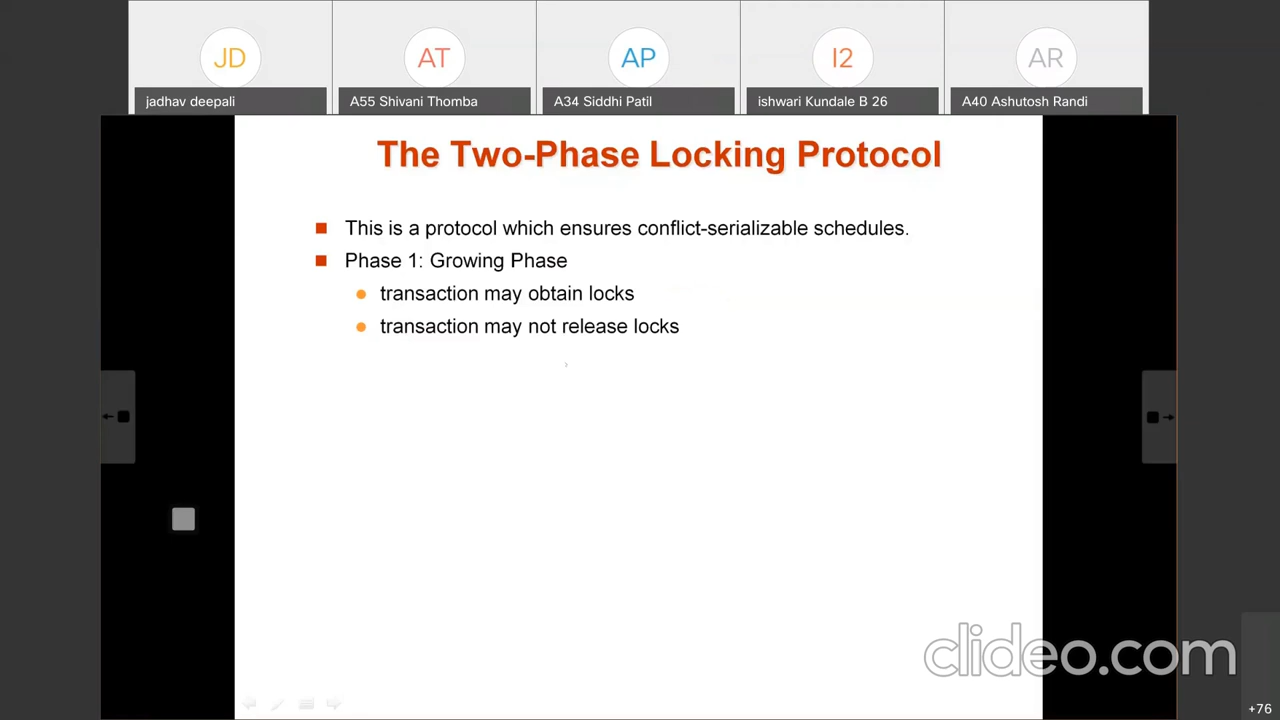 JD
AT
AP
I2
AR
jadhav deepali
A55 Shivani Thomba
A34 Siddhi Patil
ishwari Kundale B 26
A40 Ashutosh Randi
The Two-Phase Locking Protocol
This is a protocol which ensures conflict-serializable schedules.
Phase 1: Growing Phase
transaction may obtain locks
transaction may not release locks
clideo.com
+76